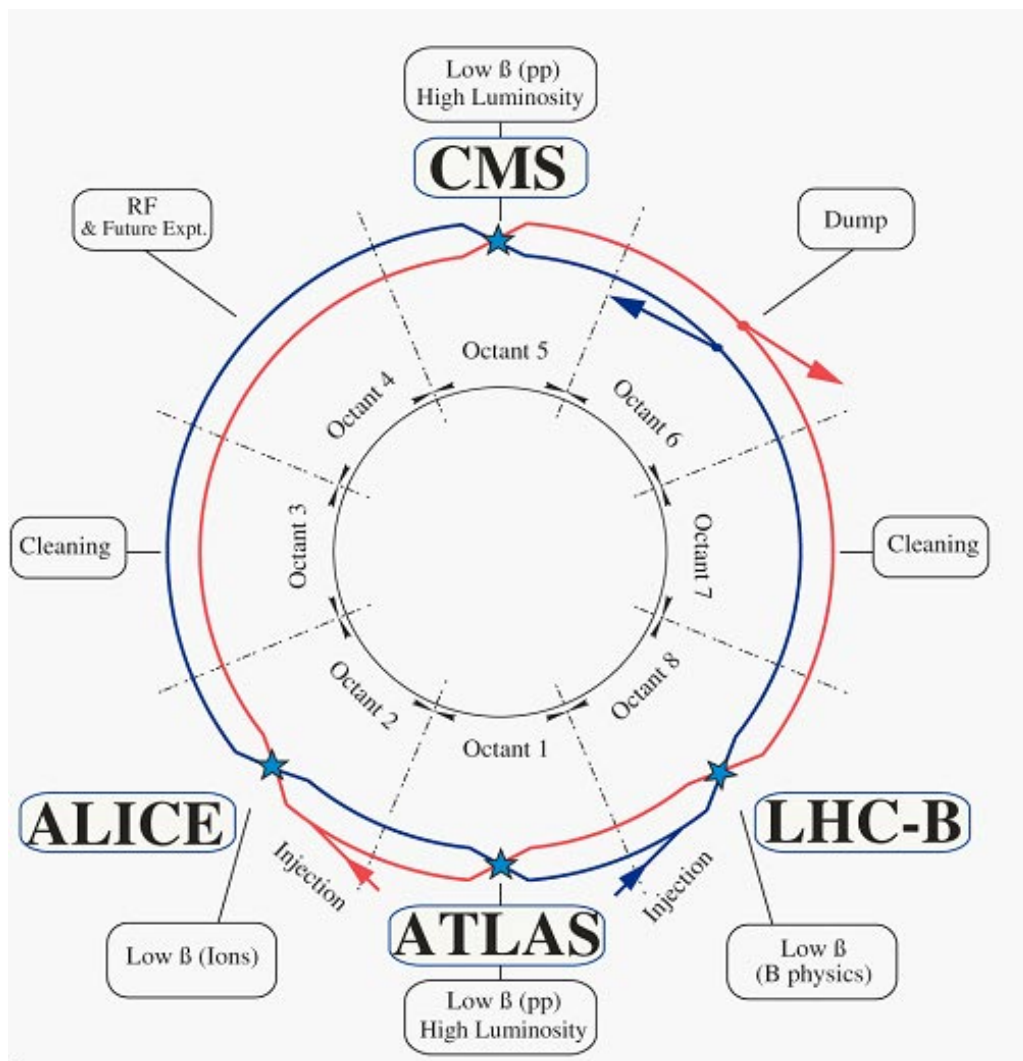 Low ß (pp)
High Luminosity
CMS
RF
& Future Expt.
Dump
Octant 5
Octant 4
Octant 6
Cleaning
Octant 3
Octant 7
Cleaning
Octant 2
Octant 8
Octant 1
ALICE
LHC-B
Injection
Injection
ATLAS
Low ß (Ions)
Low ß
(B physics)
Low ß (pp)
High Luminosity